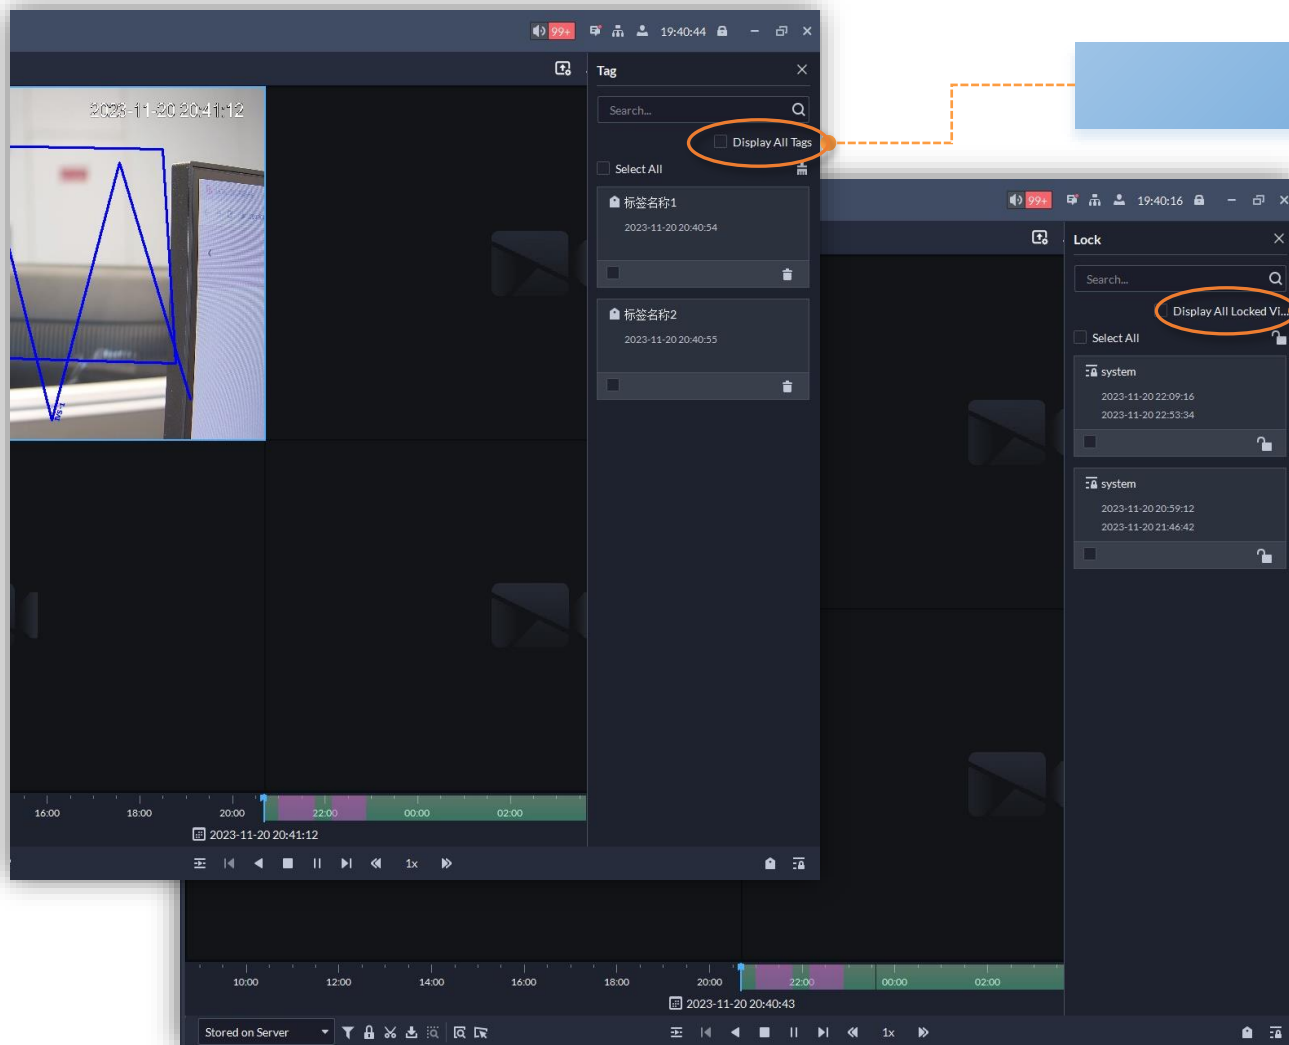 99+
19:40:44
Tag
2023-11-20 20:41:12
Search...
Display All Tags
Select All
标签名称1
2023-11-20 20:40:54
标签名称2
2023-11-20 20:40:55
16:00 18:00 20:00 22:00 00:00 02:00
2023-11-20 20:41:12
1x
99+
19:40:16
Lock
Search...
Display All Locked Vi...
Select All
system
2023-11-20 22:09:16
2023-11-20 22:53:34
system
2023-11-20 20:59:12
2023-11-20 21:46:42
10:00 12:00 14:00 16:00 18:00 20:00 22:00 00:00 02:00
2023-11-20 20:40:43
Stored on Server
1x